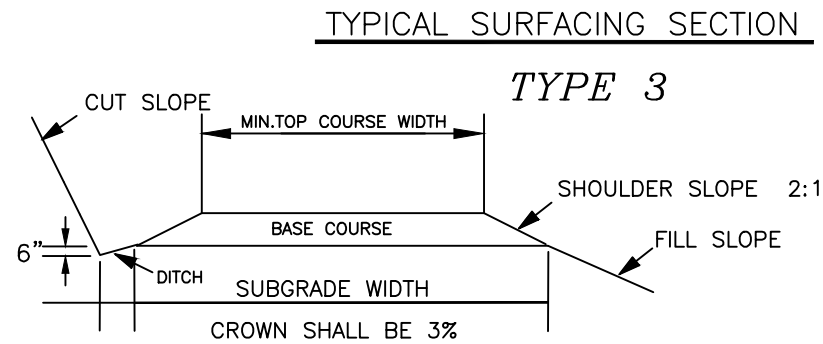 TYPICAL SURFACING SECTION
TYPE 3
CUT SLOPE
MIN.TOP COURSE WIDTH
SHOULDER SLOPE 2:1
BASE COURSE
FILL SLOPE
6"
DITCH
SUBGRADE WIDTH
CROWN SHALL BE 3%